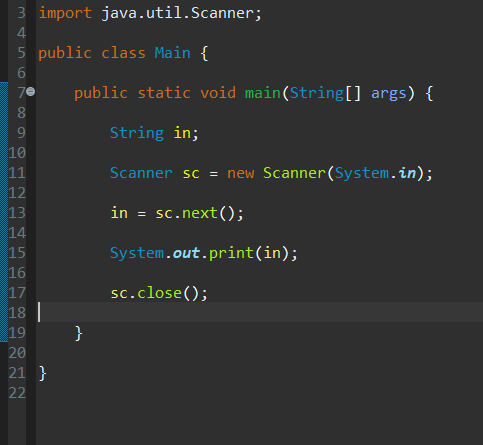 3 import java.util.Scanner;
4
5 public class Main {
6
7     public static void main(String[] args) {
8
9         String in;
10
11         Scanner sc = new Scanner(System.in);
12
13         in = sc.next();
14
15         System.out.print(in);
16
17         sc.close();
18
19     }
20
21 }
22